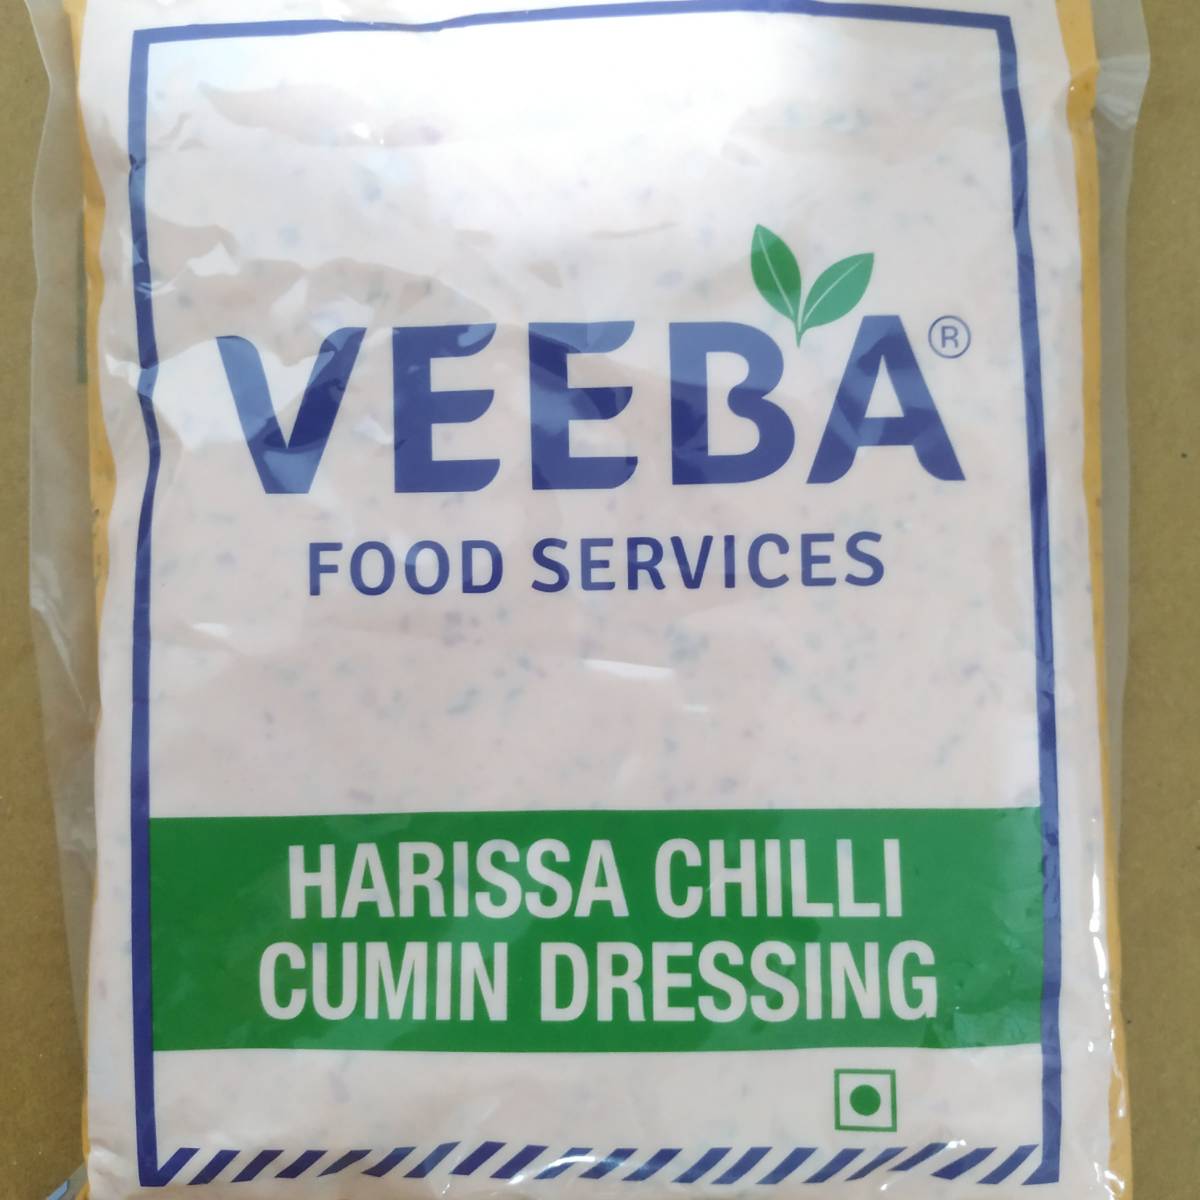 VEEBA®
FOOD SERVICES
HARISSA CHILLI
CUMIN DRESSING